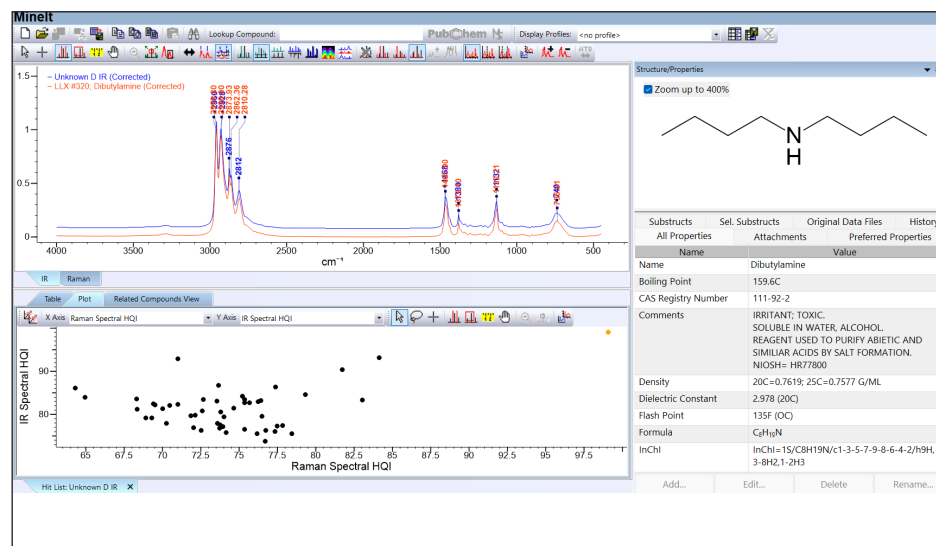 MineIt
Lookup Compound:
PubChem
Display Profiles: <no profile>
Structure/Properties
Zoom up to 400%
N
H
1.5
1
0.5
0
Unknown D IR (Corrected)
LLX #320; Dibutylamine (Corrected)
2960
2928
2873.93
2862.36
2810.28
2876
2812
4000 3500 3000 2500 2000 1500 1000 500
cm⁻¹
IR Raman
Table Plot Related Compounds View
X Axis Raman Spectral HQI Y Axis IR Spectral HQI
IR Spectral HQI
90
80
65 67.5 70 72.5 75 77.5 80 82.5 85 87.5 90 92.5 95 97.5
Raman Spectral HQI
Hit List: Unknown D IR X
Substructs Sel. Substructs Original Data Files History
All Properties Attachments Preferred Properties
Name Value
Name Dibutylamine
Boiling Point 159.6C
CAS Registry Number 111-92-2
Comments IRRITANT; TOXIC.
SOLUBLE IN WATER, ALCOHOL.
REAGENT USED TO PURIFY ABIETIC AND
SIMILIAR ACIDS BY SALT FORMATION.
NIOSH= HR77800
Density 20C=0.7619; 25C=0.7577 G/ML
Dielectric Constant 2.978 (20C)
Flash Point 135F (OC)
Formula C₈H₁₉N
InChI InChI=1S/C8H19N/c1-3-5-7-9-8-6-4-2/h9H,
3-8H2,1-2H3
Add... Edit... Delete Rename...